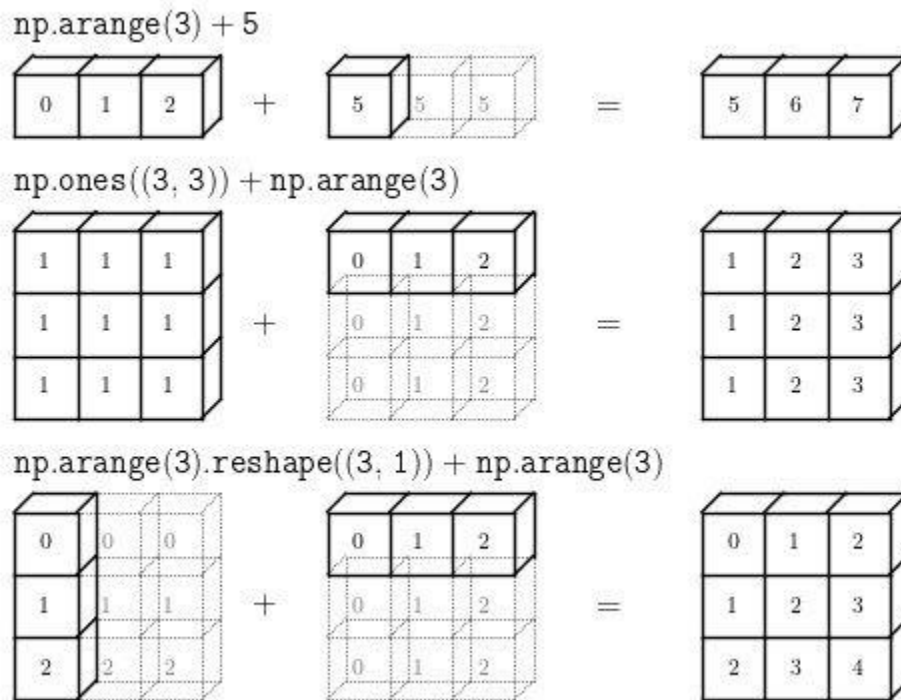 np.arange(3) + 5
0 1 2 + 5 5 5 = 5 6 7
np.ones((3, 3)) + np.arange(3)
1 1 1 0 1 2 1 2 3
1 1 1 + 0 1 2 = 1 2 3
1 1 1 0 1 2 1 2 3
np.arange(3).reshape((3, 1)) + np.arange(3)
0 0 0 0 1 2 0 1 2
1 1 1 + 0 1 2 = 1 2 3
2 2 2 0 1 2 2 3 4